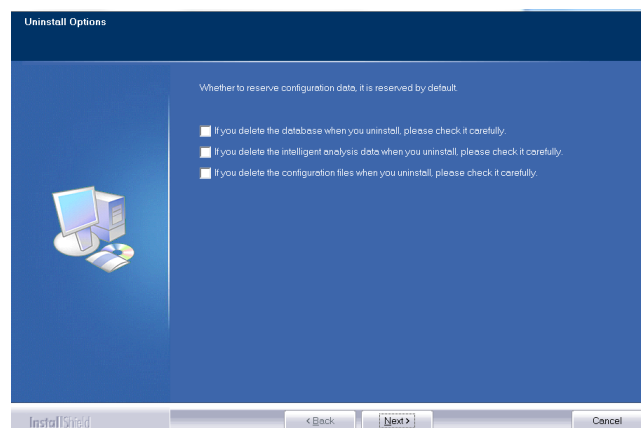 Uninstall Options
Whether to reserve configuration data, it is reserved by default.
If you delete the database when you uninstall, please check it carefully.
If you delete the intelligent analysis data when you uninstall, please check it carefully.
If you delete the configuration files when you uninstall, please check it carefully.
InstallShield
< Back Next > Cancel